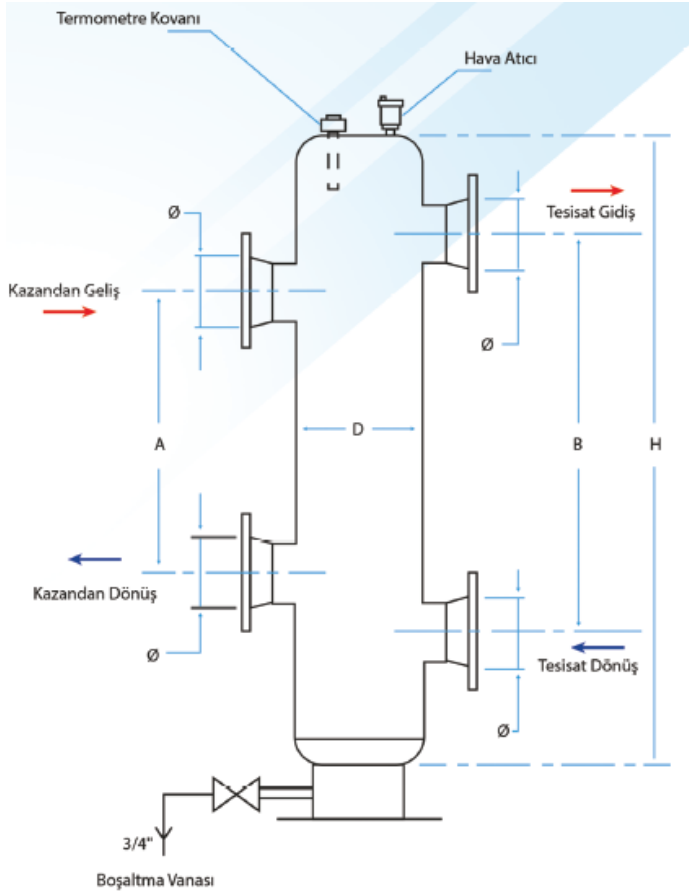 Termometre Kovanı
Hava Atıcı
Ø
Tesisat Gidiş
Kazandan Geliş
Ø
D
A
B
H
Kazandan Dönüş
Ø
Tesisat Dönüş
Ø
3/4"
Boşaltma Vanası